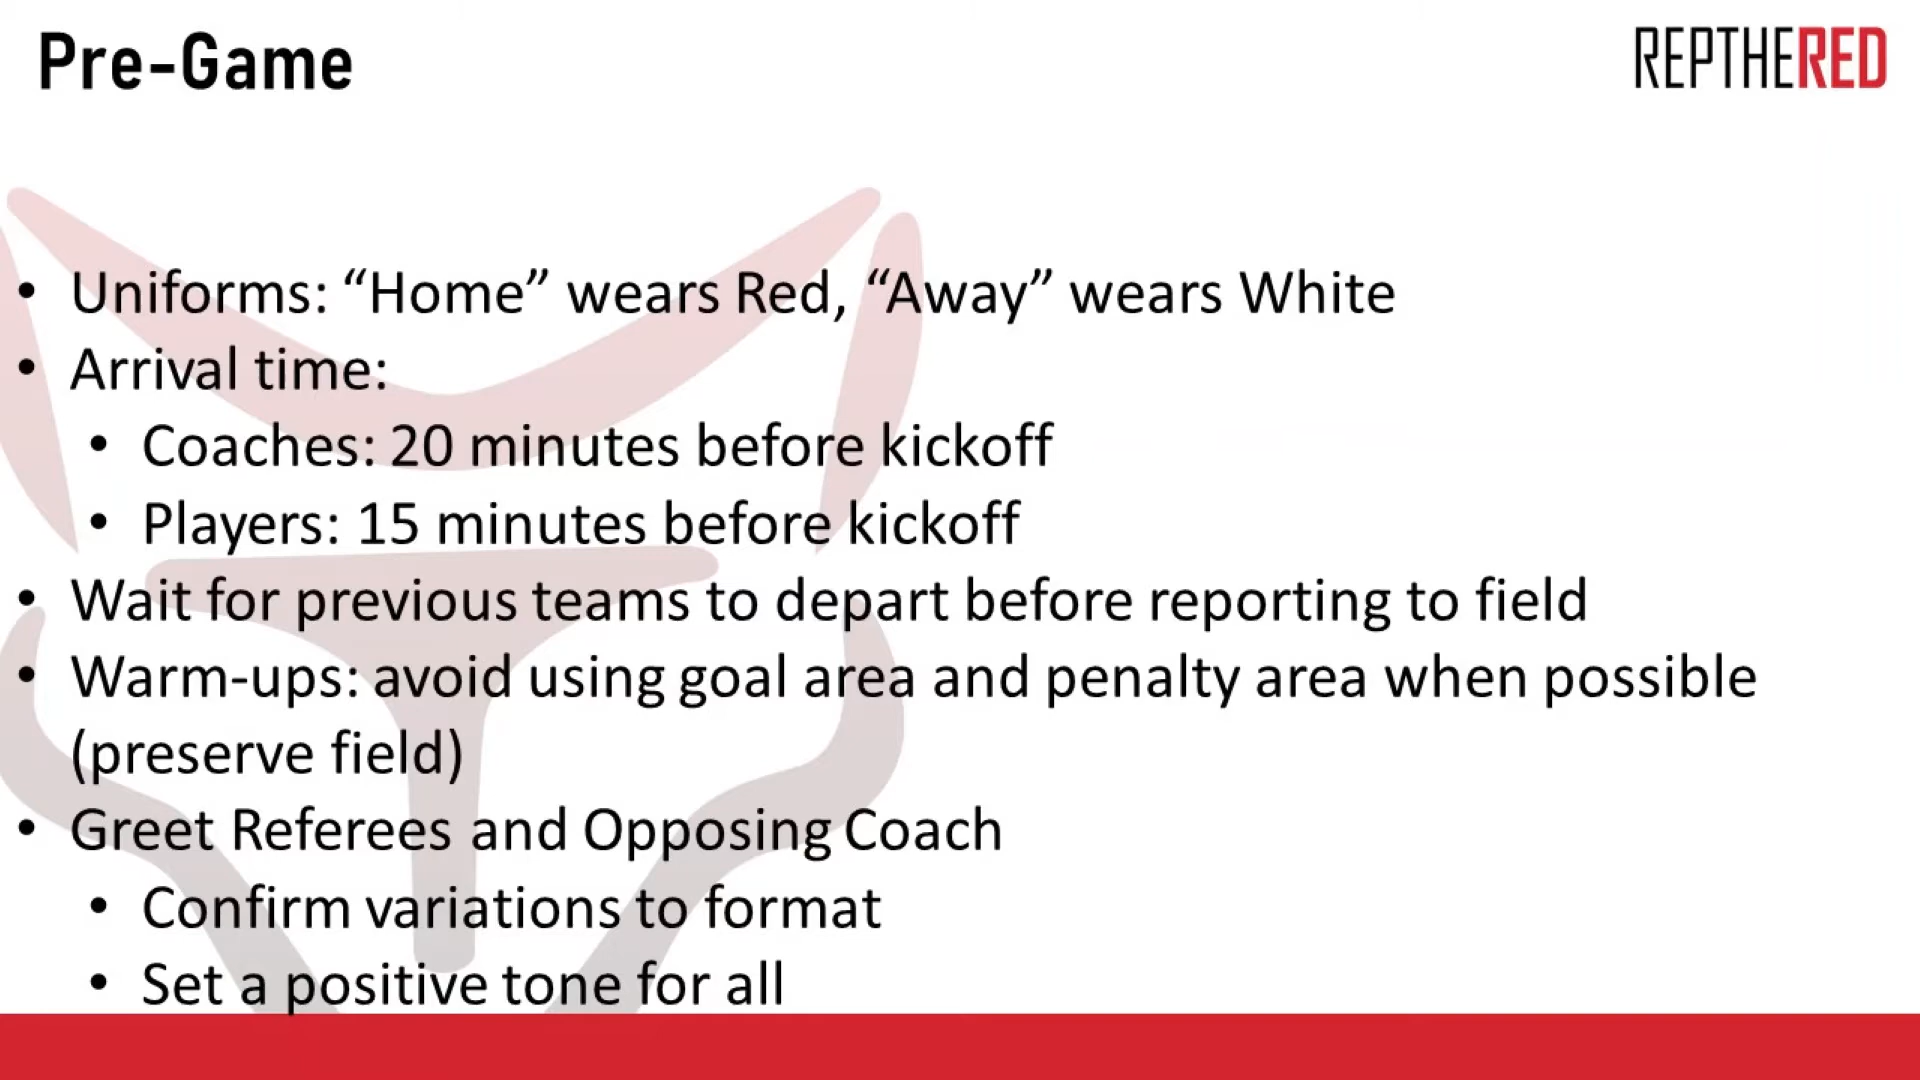 Pre-Game
REPTHERED
• Uniforms: “Home” wears Red, “Away” wears White
• Arrival time:
• Coaches: 20 minutes before kickoff
• Players: 15 minutes before kickoff
• Wait for previous teams to depart before reporting to field
• Warm-ups: avoid using goal area and penalty area when possible
(preserve field)
• Greet Referees and Opposing Coach
• Confirm variations to format
• Set a positive tone for all